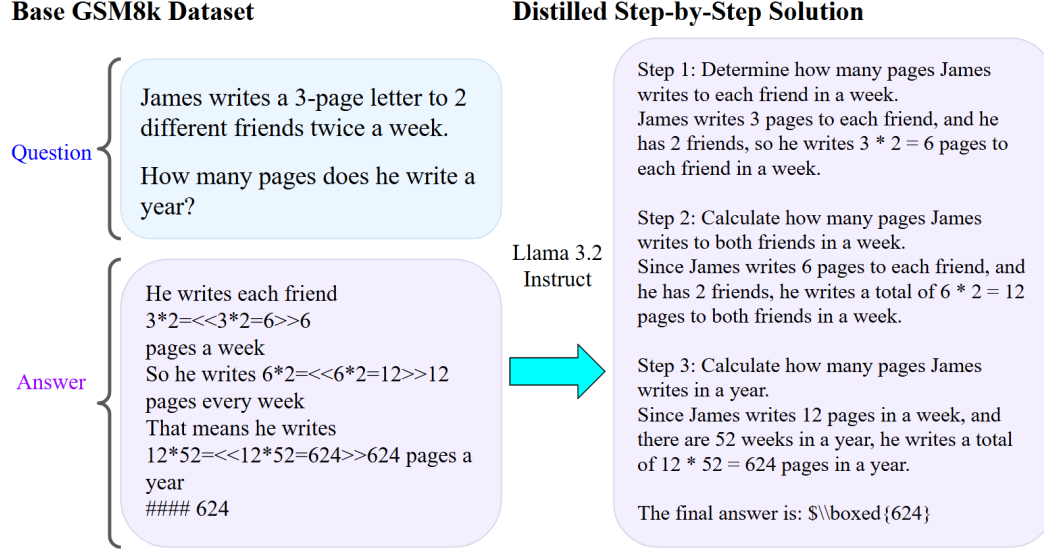 Base GSM8k Dataset
Question
James writes a 3-page letter to 2
different friends twice a week.
How many pages does he write a
year?
Answer
He writes each friend
3*2=<<3*2=6>>6
pages a week
So he writes 6*2=<<6*2=12>>12
pages every week
That means he writes
12*52=<<12*52=624>>624 pages a
year
#### 624
Llama 3.2
Instruct
Distilled Step-by-Step Solution
Step 1: Determine how many pages James
writes to each friend in a week.
James writes 3 pages to each friend, and he
has 2 friends, so he writes 3 * 2 = 6 pages to
each friend in a week.
Step 2: Calculate how many pages James
writes to both friends in a week.
Since James writes 6 pages to each friend, and
he has 2 friends, he writes a total of 6 * 2 = 12
pages to both friends in a week.
Step 3: Calculate how many pages James
writes in a year.
Since James writes 12 pages in a week, and
there are 52 weeks in a year, he writes a total
of 12 * 52 = 624 pages in a year.
The final answer is: $\\boxed{624}